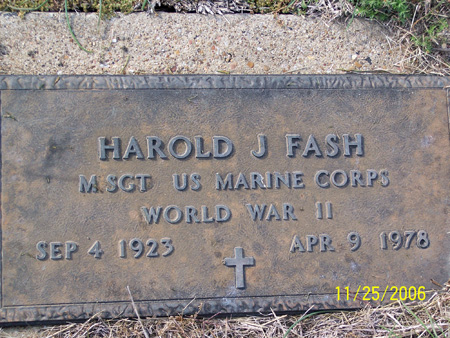 HAROLD J FASH
M SGT US MARINE CORPS
WORLD WAR II
SEP 4 1923 APR 9 1978
11/25/2006